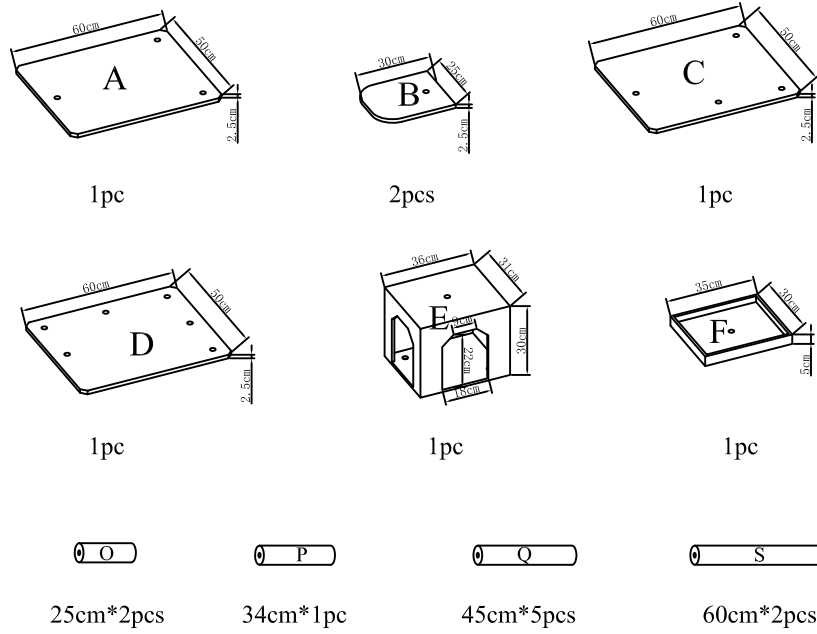 60cm 50cm 30cm 25cm 60cm 50cm
A B C
2.5cm 2.5cm 2.5cm
1pc 2pcs 1pc
60cm 50cm 36cm 31cm 35cm 30cm
D E F
9cm
22cm 30cm
2.5cm 18cm 5cm
1pc 1pc 1pc
O P Q S
25cm*2pcs 34cm*1pc 45cm*5pcs 60cm*2pcs